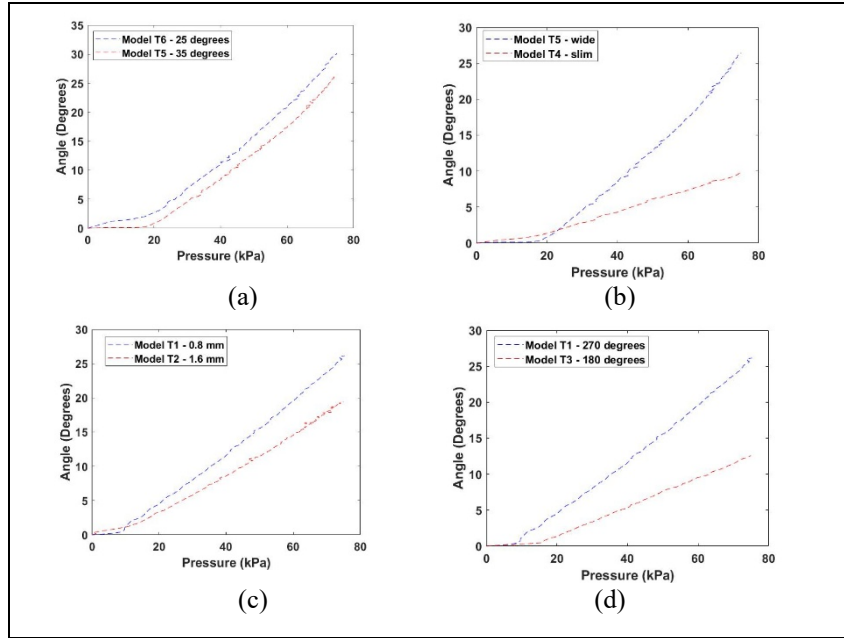 Model T6 - 25 degrees
Model T5 - 35 degrees
Angle (Degrees)
35
30
25
20
15
10
5
0
0 20 40 60 80
Pressure (kPa)
(a)
Model T5 - wide
Model T4 - slim
Angle (Degrees)
30
25
20
15
10
5
0
0 20 40 60 80
Pressure (kPa)
(b)
Model T1 - 0.8 mm
Model T2 - 1.6 mm
Angle (Degrees)
30
25
20
15
10
5
0
0 20 40 60 80
Pressure (kPa)
(c)
Model T1 - 270 degrees
Model T3 - 180 degrees
Angle (Degrees)
30
25
20
15
10
5
0
0 20 40 60 80
Pressure (kPa)
(d)